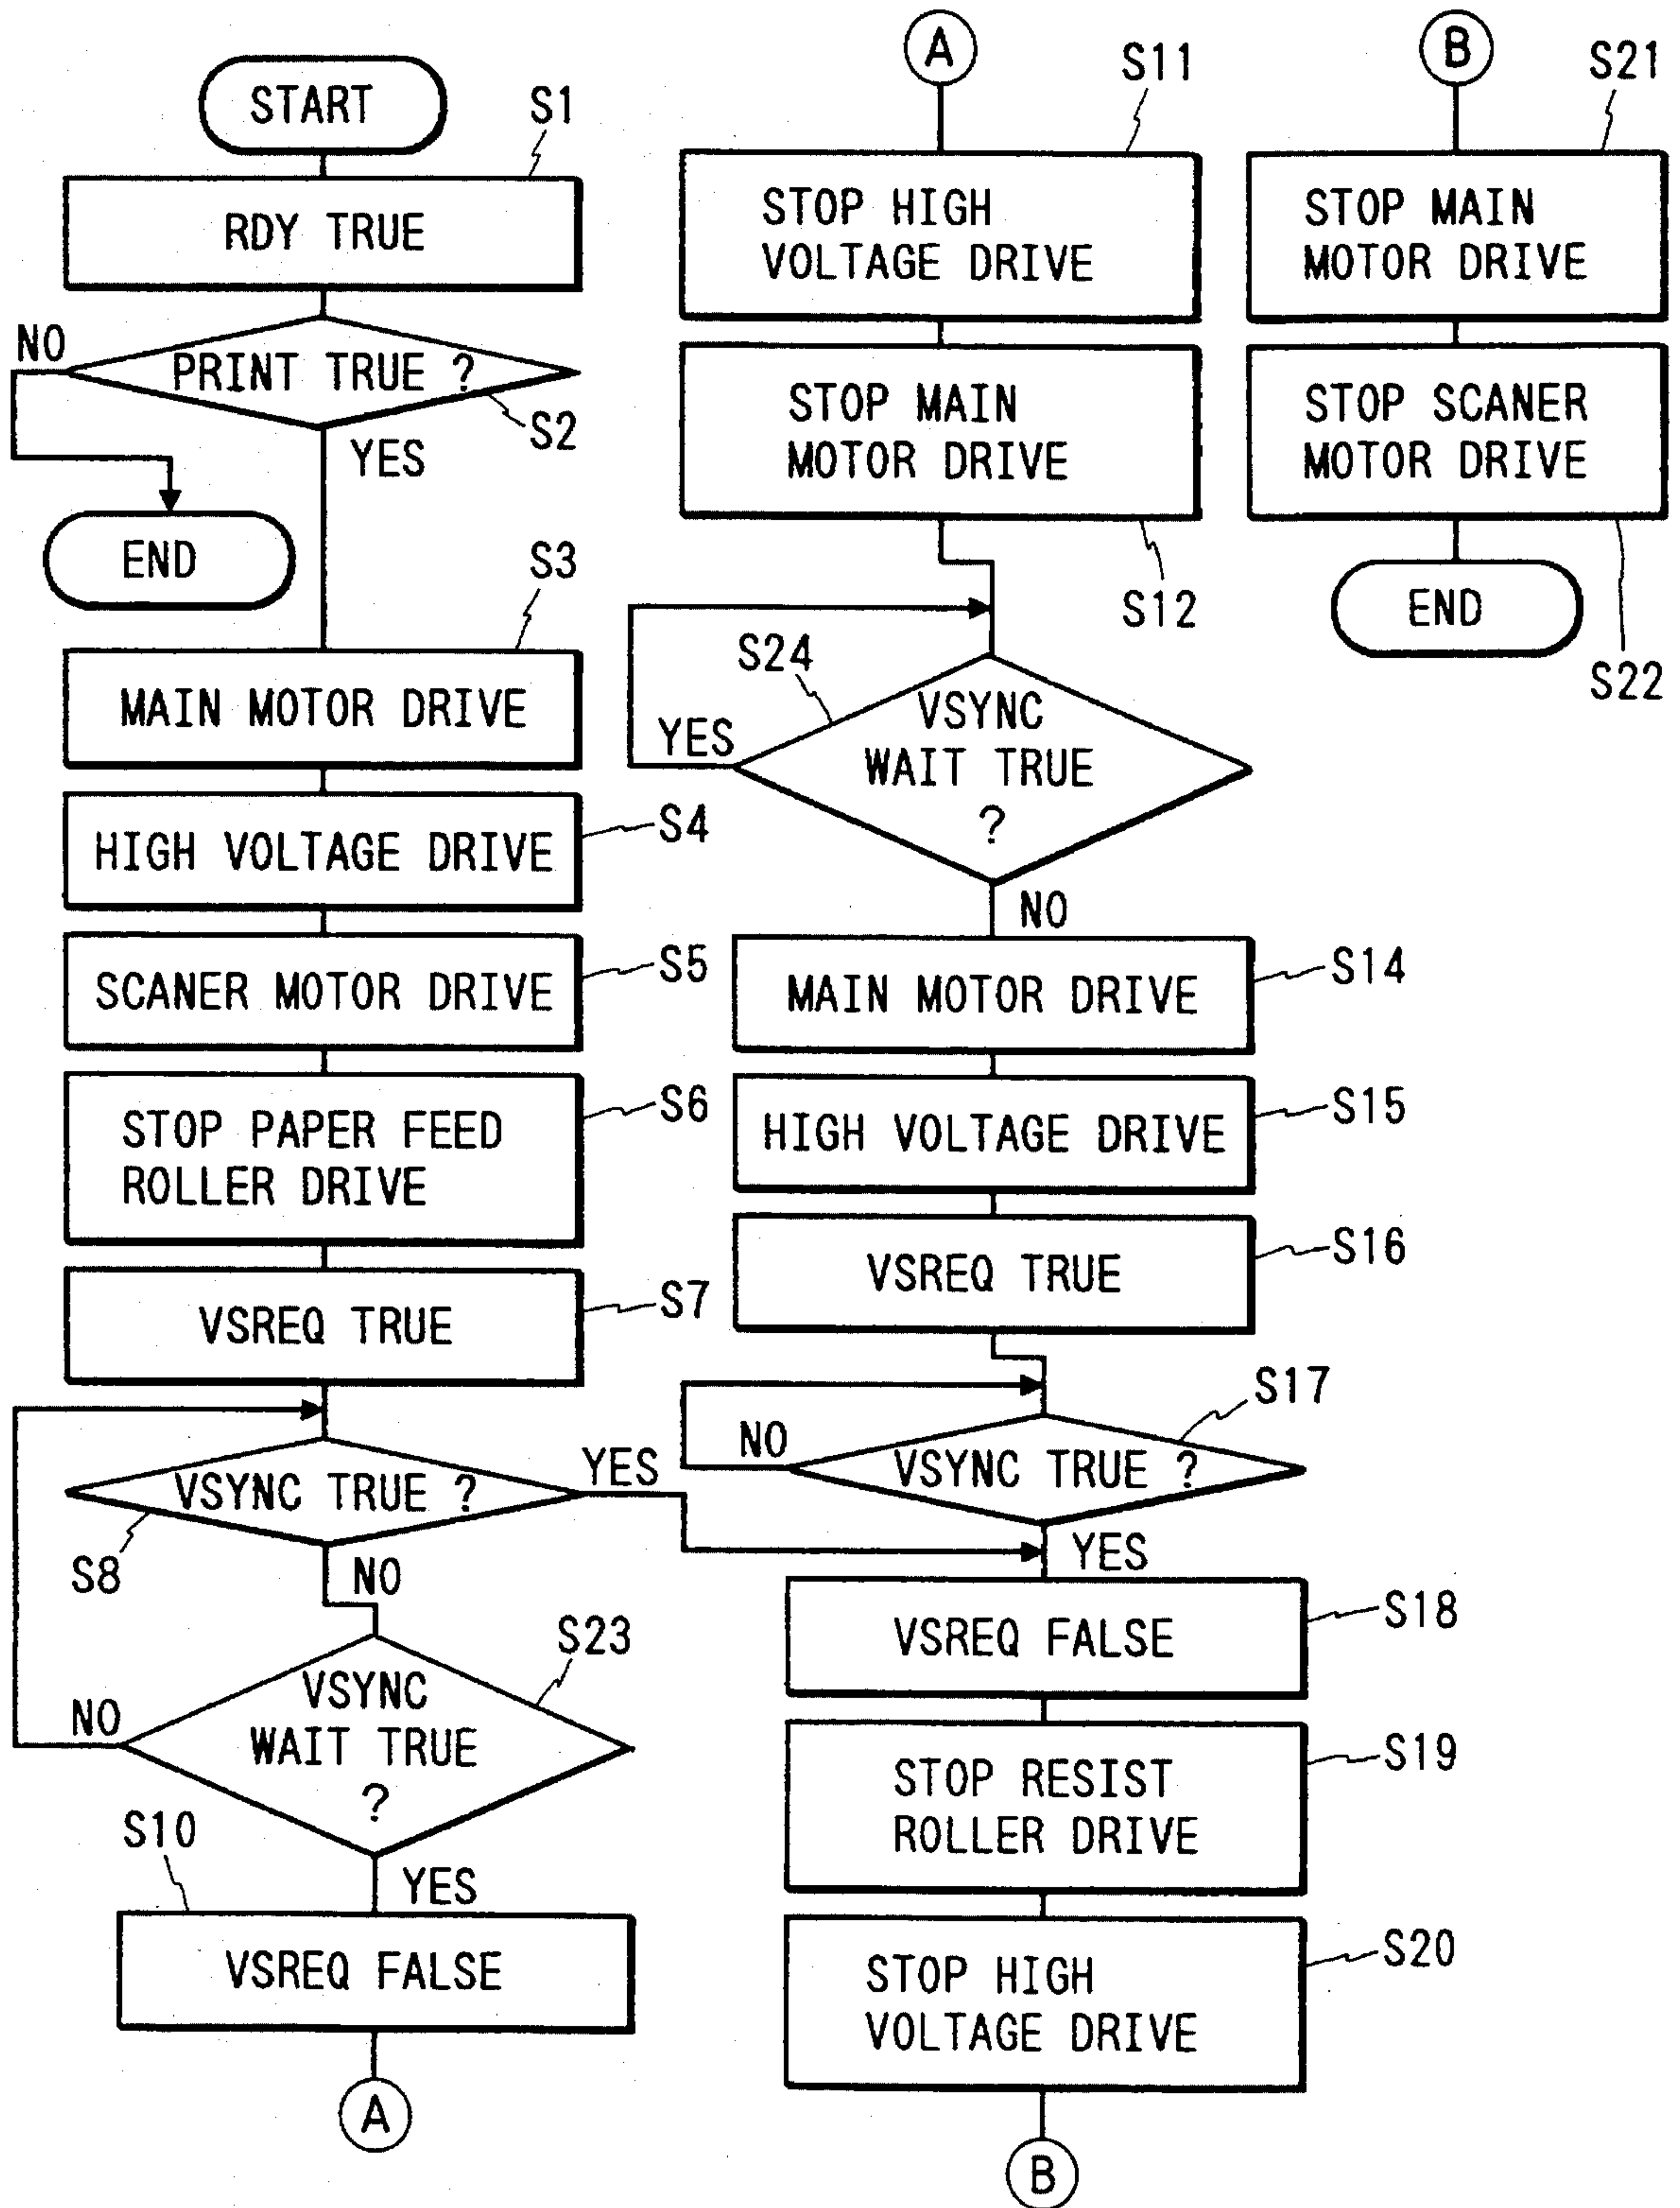 START
S1
RDY TRUE
NO
PRINT TRUE ?
S2
YES
END
S3
MAIN MOTOR DRIVE
HIGH VOLTAGE DRIVE
S4
SCANER MOTOR DRIVE
S5
STOP PAPER FEED
ROLLER DRIVE
S6
VSREQ TRUE
S7
VSYNC TRUE ?
YES
S8
NO
S23
VSYNC
WAIT TRUE
?
NO
S10
YES
VSREQ FALSE
A
A
S11
STOP HIGH
VOLTAGE DRIVE
STOP MAIN
MOTOR DRIVE
S12
S24
VSYNC
WAIT TRUE
?
YES
NO
MAIN MOTOR DRIVE
S14
HIGH VOLTAGE DRIVE
S15
VSREQ TRUE
S16
S17
NO
VSYNC TRUE ?
YES
VSREQ FALSE
S18
STOP RESIST
ROLLER DRIVE
S19
STOP HIGH
VOLTAGE DRIVE
S20
B
B
S21
STOP MAIN
MOTOR DRIVE
STOP SCANER
MOTOR DRIVE
END
S22